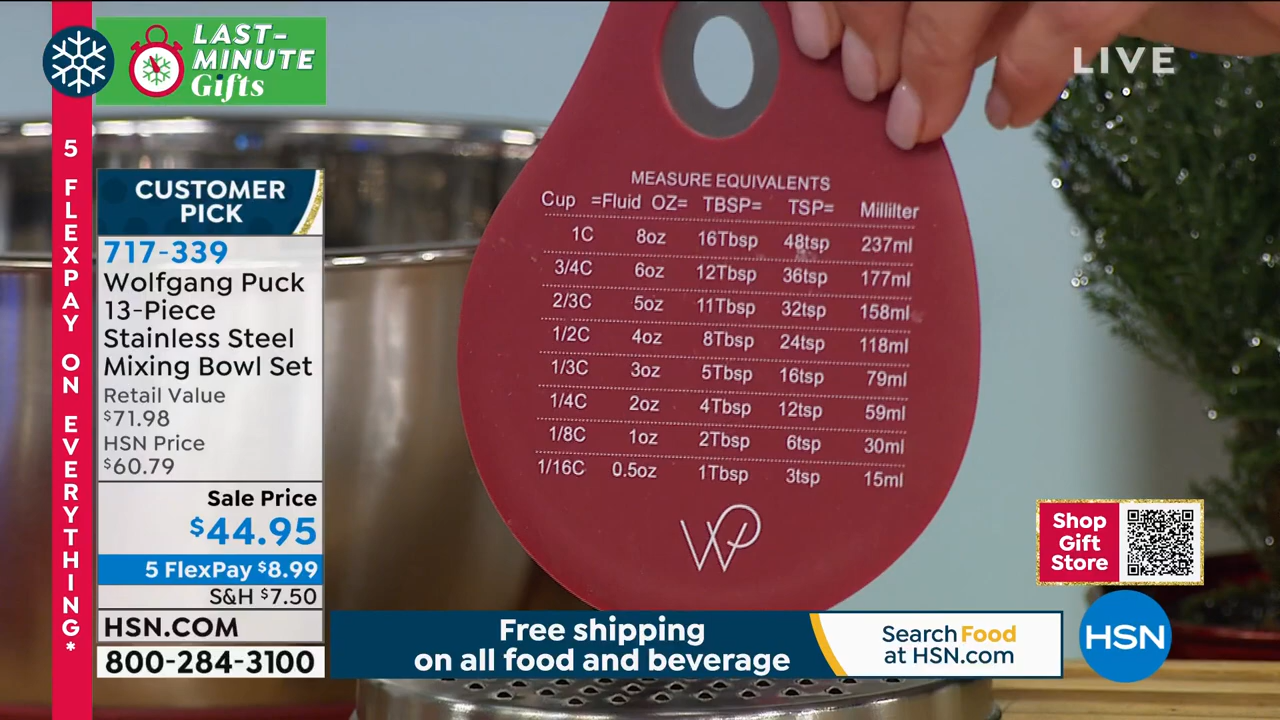 LAST-
MINUTE
Gifts
LIVE
5 FLEXPAY ON EVERYTHING*
CUSTOMER
PICK
717-339
Wolfgang Puck
13-Piece
Stainless Steel
Mixing Bowl Set
Retail Value
$71.98
HSN Price
$60.79
Sale Price
$44.95
5 FlexPay $8.99
S&H $7.50
HSN.COM
800-284-3100
MEASURE EQUIVALENTS
Cup =Fluid OZ= TBSP= TSP= Millilter
1C 8oz 16Tbsp 48tsp 237ml
3/4C 6oz 12Tbsp 36tsp 177ml
2/3C 5oz 11Tbsp 32tsp 158ml
1/2C 4oz 8Tbsp 24tsp 118ml
1/3C 3oz 5Tbsp 16tsp 79ml
1/4C 2oz 4Tbsp 12tsp 59ml
1/8C 1oz 2Tbsp 6tsp 30ml
1/16C 0.5oz 1Tbsp 3tsp 15ml
WP
Shop
Gift
Store
Free shipping
on all food and beverage
Search Food
at HSN.com
HSN